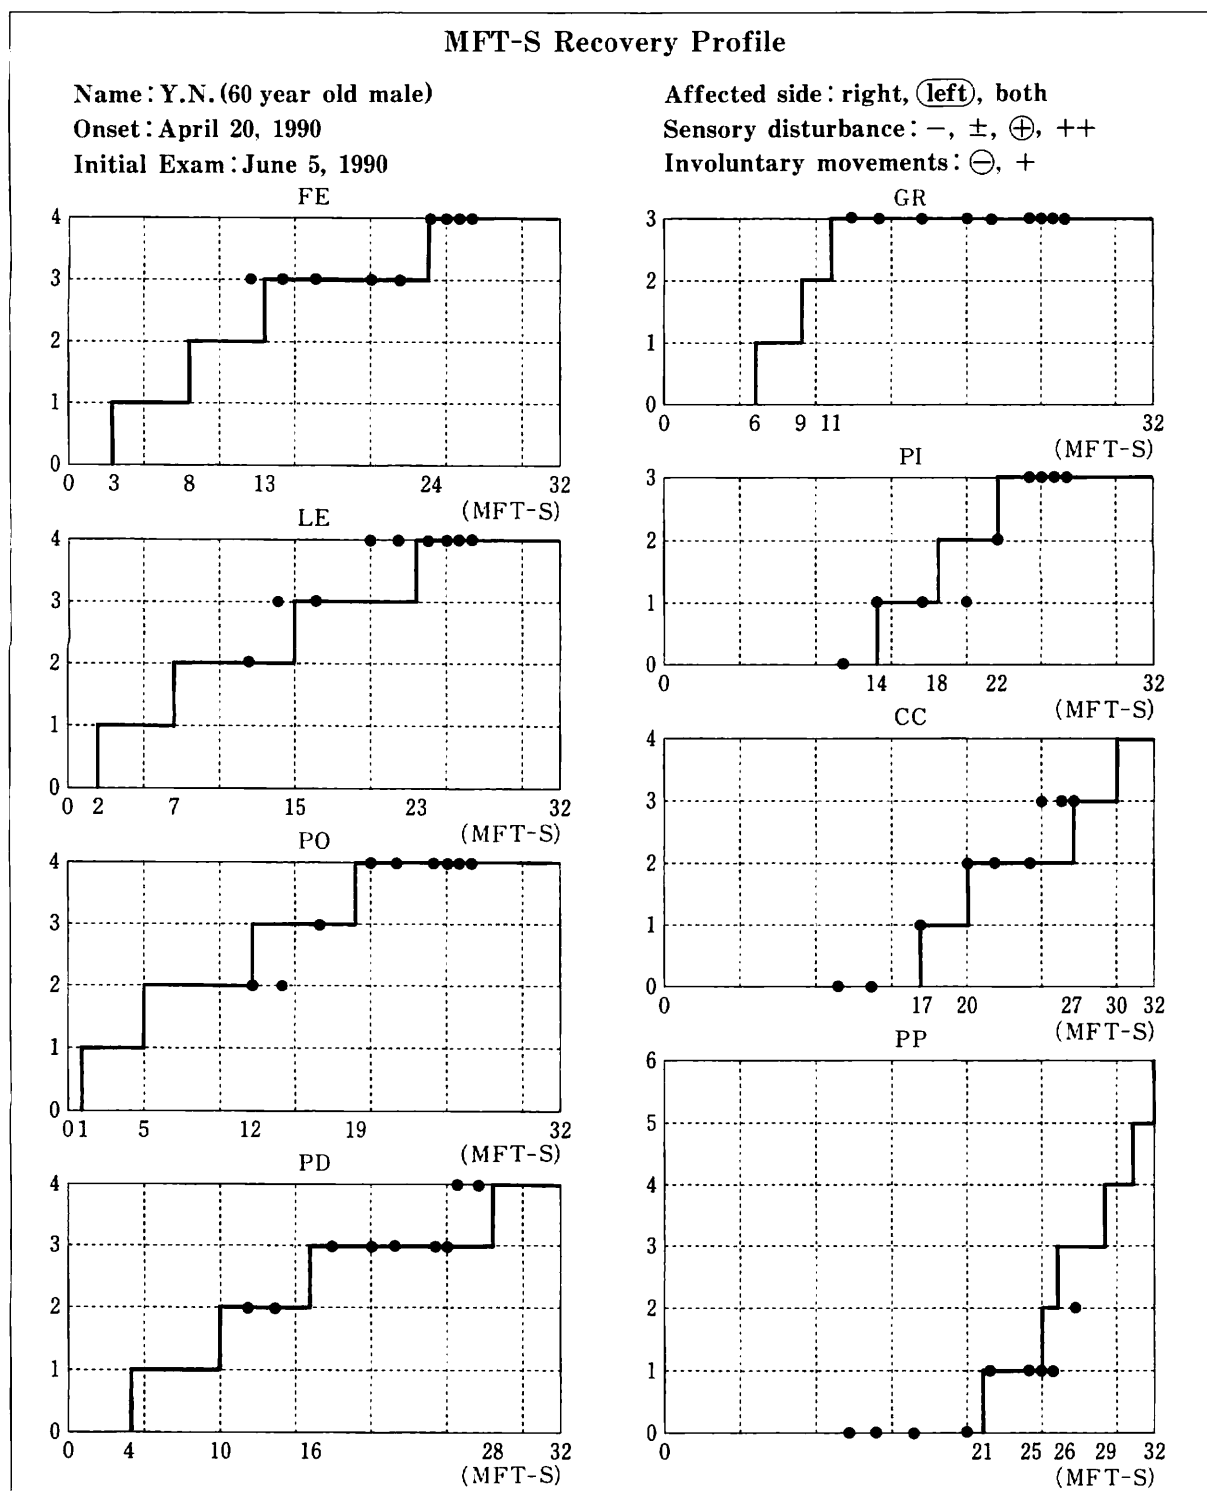 MFT-S Recovery Profile
Name: Y.N. (60 year old male)
Onset: April 20, 1990
Initial Exam: June 5, 1990
Affected side: right, left, both
Sensory disturbance: −, ±, ⊕, ++
Involuntary movements: ⊖, +
FE
4
3
2
1
0
0 3 8 13 24 32
(MFT-S)
LE
4
3
2
1
0
0 2 7 15 23 32
(MFT-S)
PO
4
3
2
1
0
0 1 5 12 19 32
(MFT-S)
PD
4
3
2
1
0
0 4 10 16 28 32
(MFT-S)
GR
3
2
1
0
0 6 9 11 32
(MFT-S)
PI
3
2
1
0
0 14 18 22 32
(MFT-S)
CC
4
3
2
1
0
0 17 20 27 30 32
(MFT-S)
PP
6
5
4
3
2
1
0
0 21 25 26 29 32
(MFT-S)